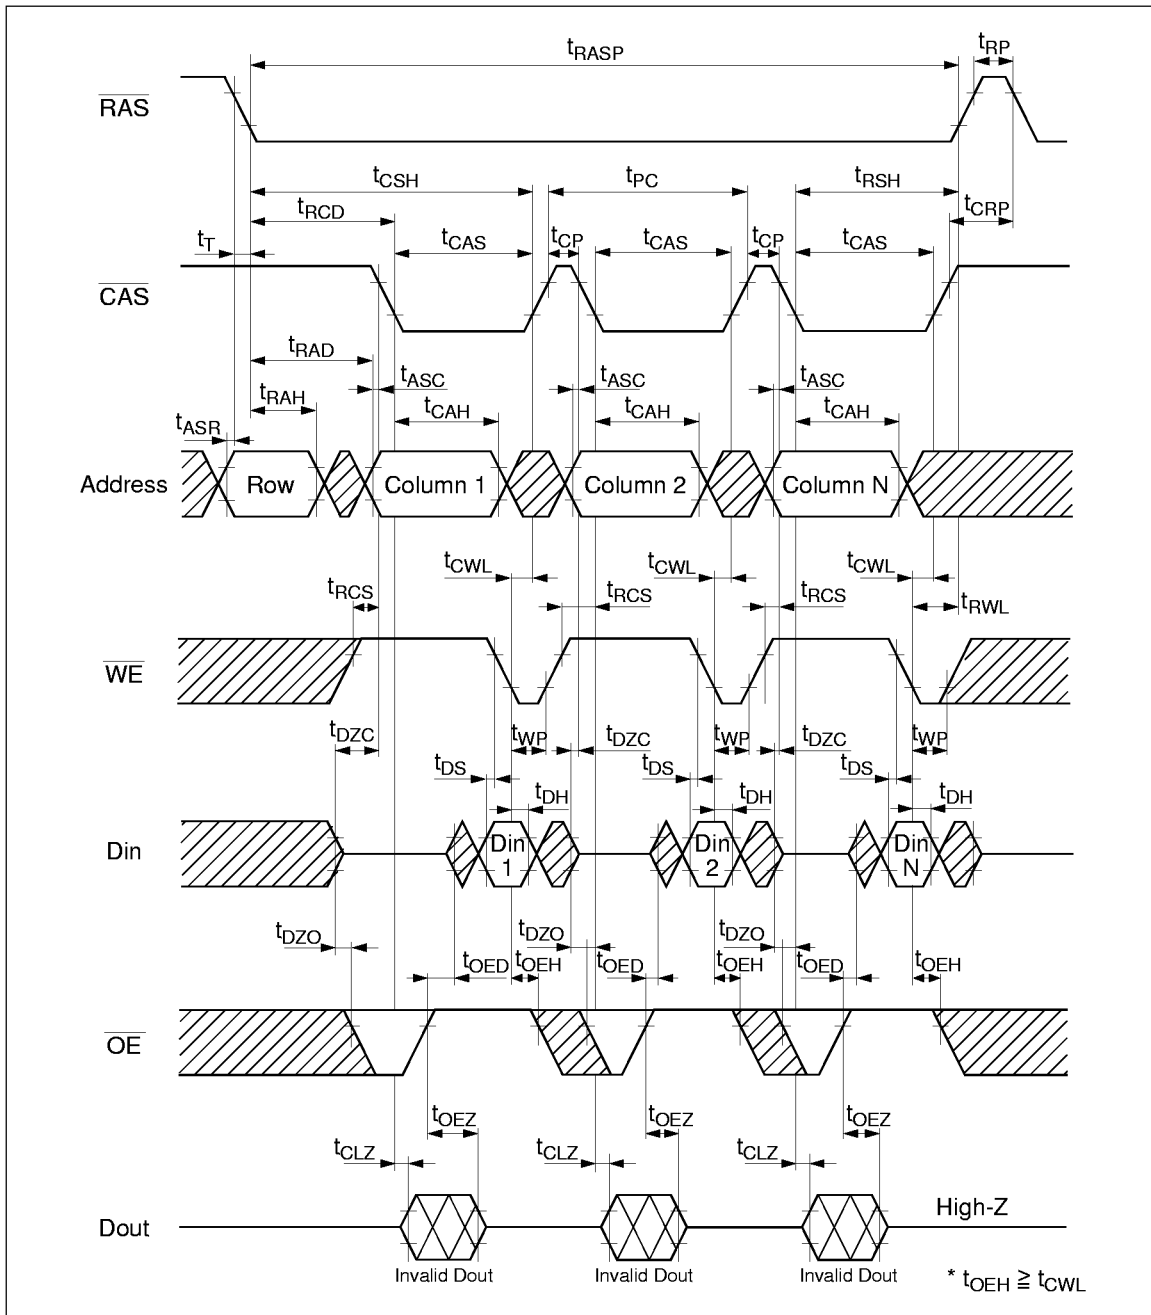 tRASP
tRP
RAS
tCSH
tPC
tRSH
tRCD
tCRP
tT
tCAS
tCP
tCAS
tCP
tCAS
CAS
tRAD
tASC
tASC
tASC
tRAH
tCAH
tCAH
tCAH
tASR
Address
Row
Column 1
Column 2
Column N
tCWL
tCWL
tCWL
tRCS
tRCS
tRCS
tRWL
WE
tDZC
tWP
tDZC
tWP
tDZC
tWP
tDS
tDS
tDS
tDH
tDH
tDH
Din
Din
1
Din
2
Din
N
tDZO
tDZO
tDZO
tOED
tOEH
tOED
tOEH
tOED
tOEH
OE
tOEZ
tOEZ
tOEZ
tCLZ
tCLZ
tCLZ
Dout
High-Z
Invalid Dout
Invalid Dout
Invalid Dout
* tOEH ≧ tCWL